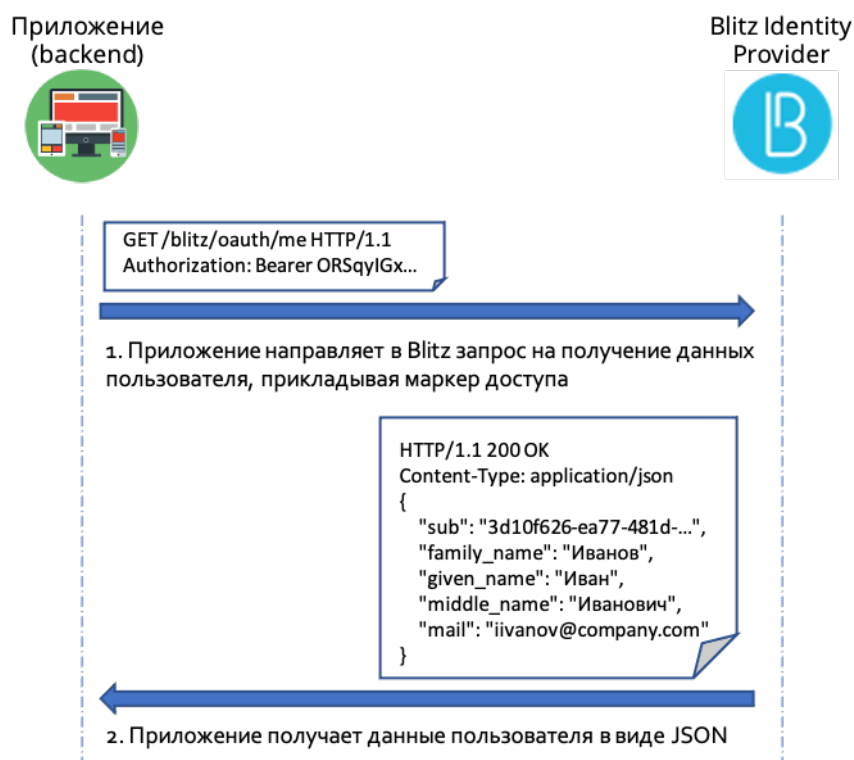 Приложение
(backend)
Blitz Identity
Provider
B
GET /blitz/oauth/me HTTP/1.1
Authorization: Bearer ORSqyIGx...
1. Приложение направляет в Blitz запрос на получение данных
пользователя, прикладывая маркер доступа
HTTP/1.1 200 OK
Content-Type: application/json
{
"sub": "3d10f626-ea77-481d-...",
"family_name": "Иванов",
"given_name": "Иван",
"middle_name": "Иванович",
"mail": "iivanov@company.com"
}
2. Приложение получает данные пользователя в виде JSON